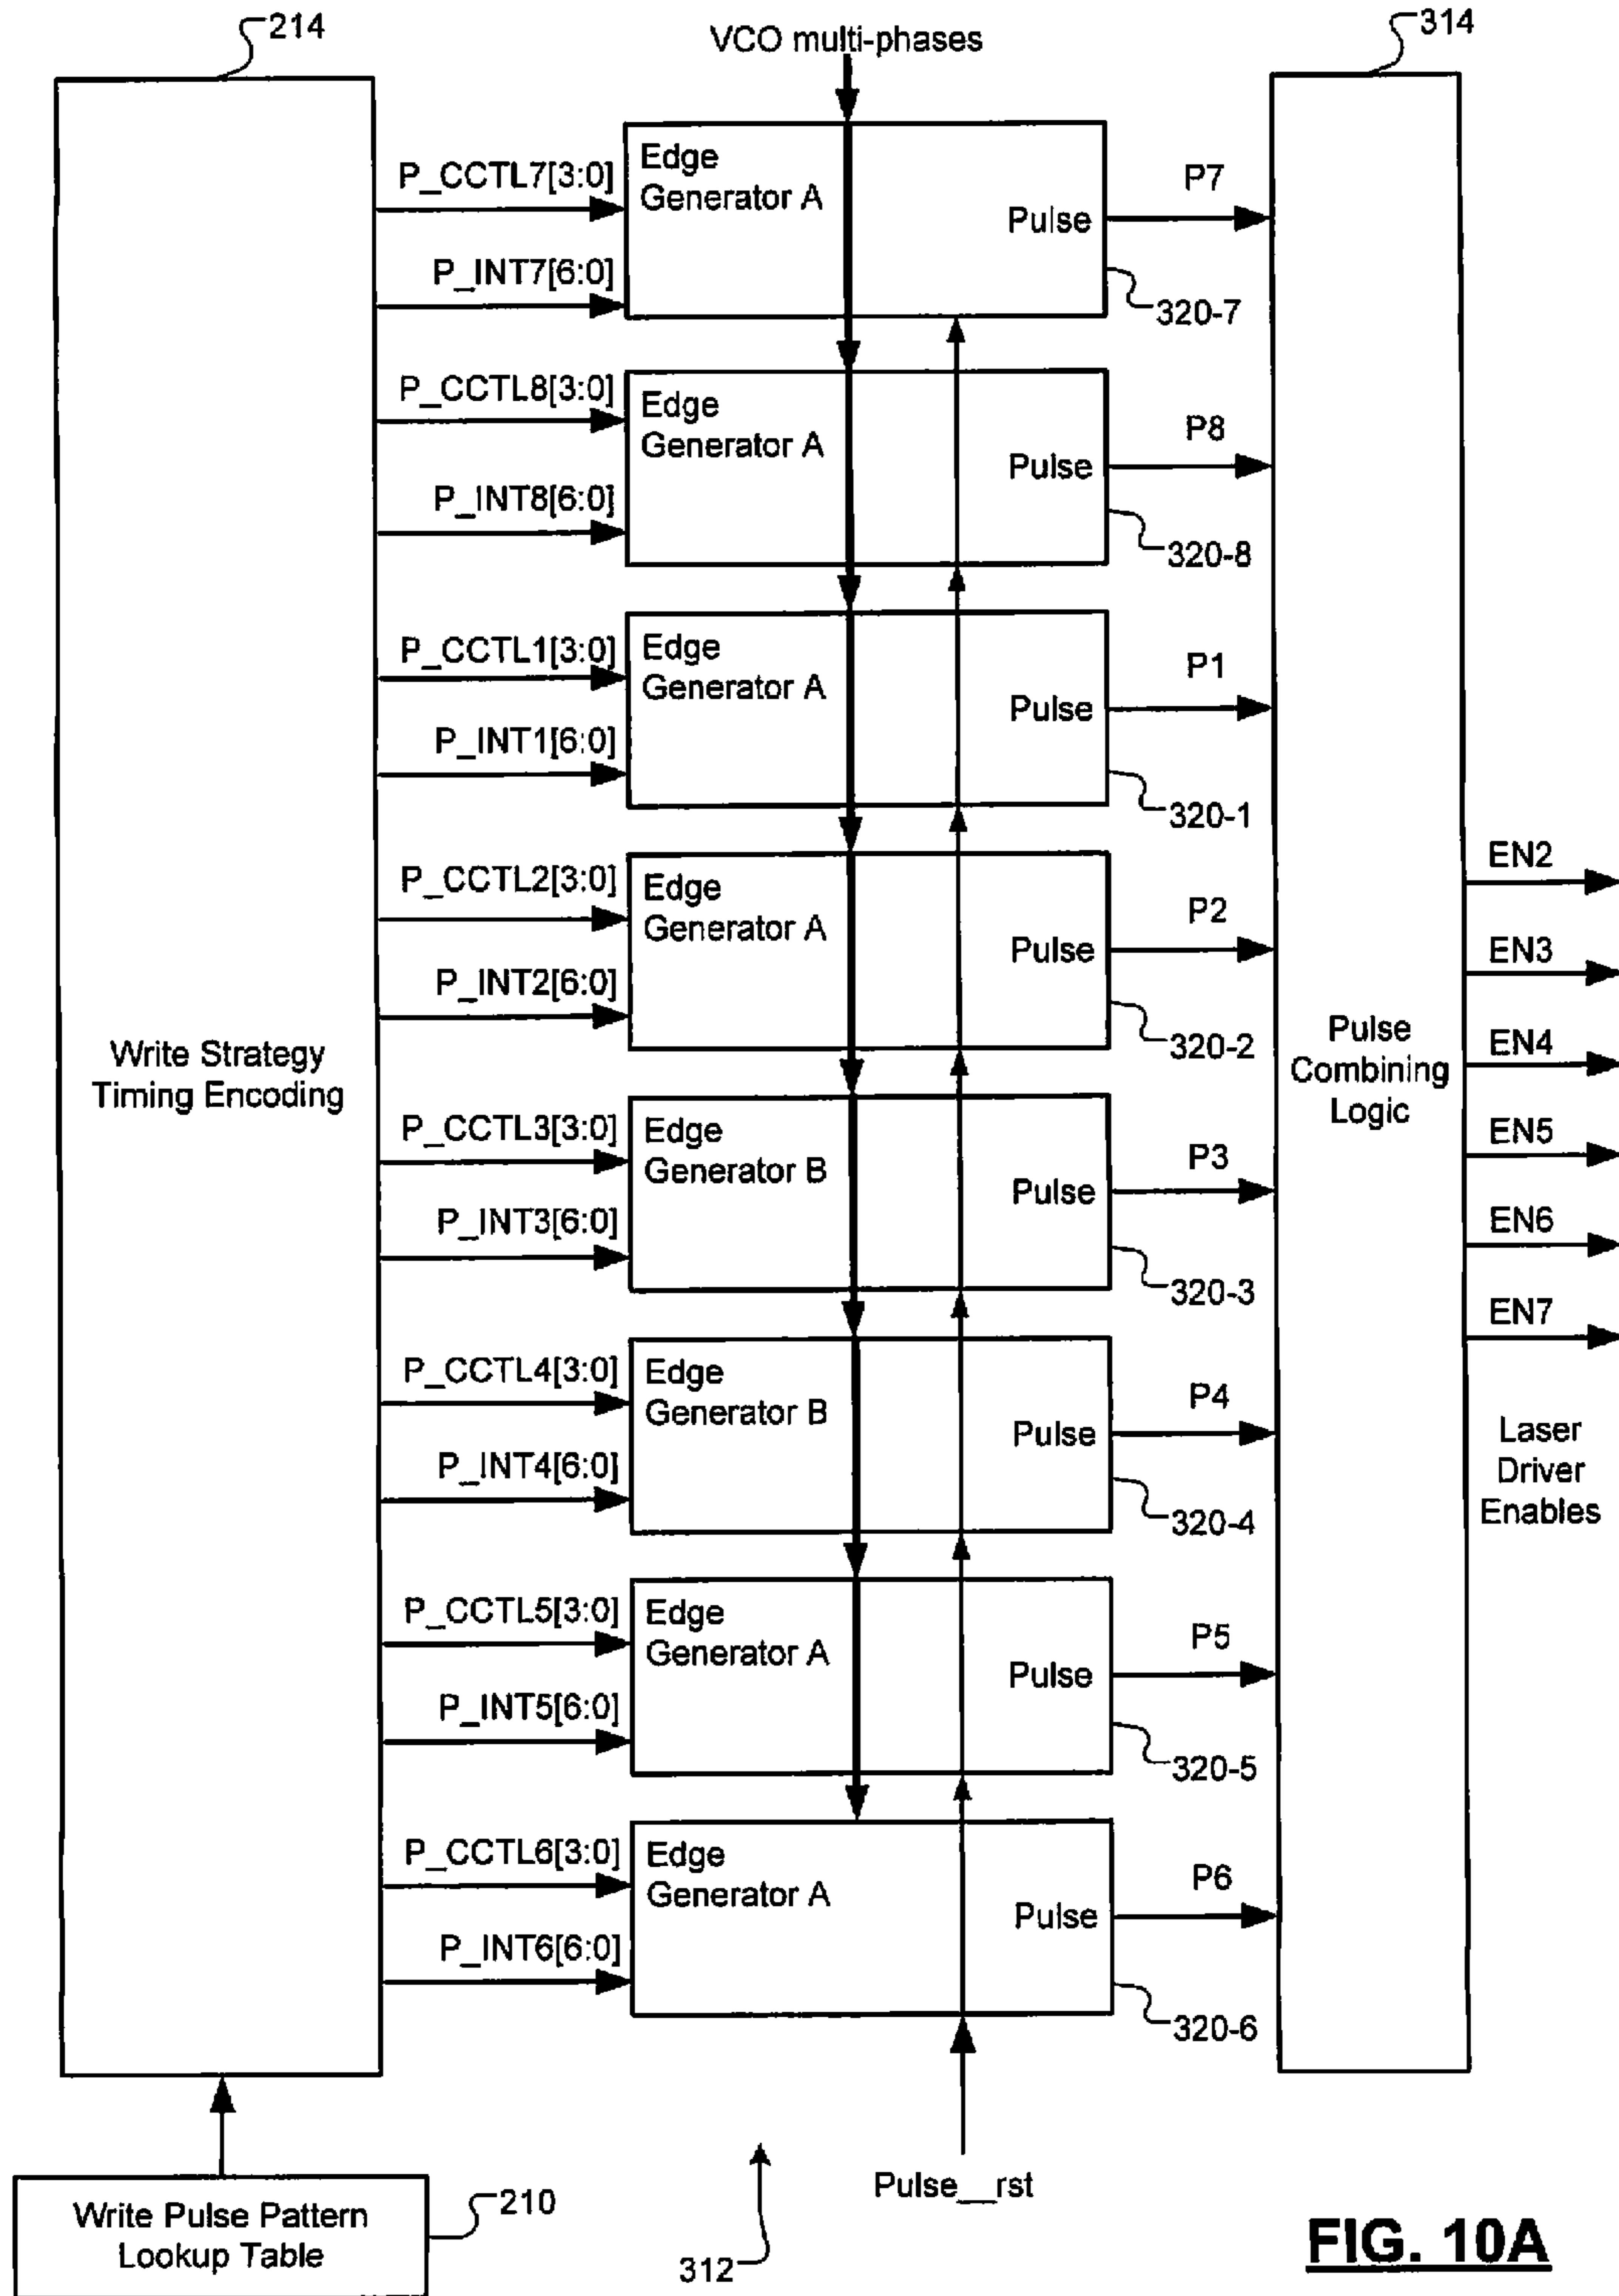 214
VCO multi-phases
314
P_CCTL7[3:0]
P_INT7[6:0]
Edge
Generator A
Pulse
P7
320-7
P_CCTL8[3:0]
P_INT8[6:0]
Edge
Generator A
Pulse
P8
320-8
P_CCTL1[3:0]
P_INT1[6:0]
Edge
Generator A
Pulse
P1
320-1
P_CCTL2[3:0]
P_INT2[6:0]
Edge
Generator A
Pulse
P2
320-2
Write Strategy
Timing Encoding
P_CCTL3[3:0]
P_INT3[6:0]
Edge
Generator B
Pulse
P3
320-3
P_CCTL4[3:0]
P_INT4[6:0]
Edge
Generator B
Pulse
P4
320-4
P_CCTL5[3:0]
P_INT5[6:0]
Edge
Generator A
Pulse
P5
320-5
P_CCTL6[3:0]
P_INT6[6:0]
Edge
Generator A
Pulse
P6
320-6
Pulse
Combining
Logic
EN2
EN3
EN4
EN5
EN6
EN7
Laser
Driver
Enables
Write Pulse Pattern
Lookup Table
210
312
Pulse__rst
FIG. 10A